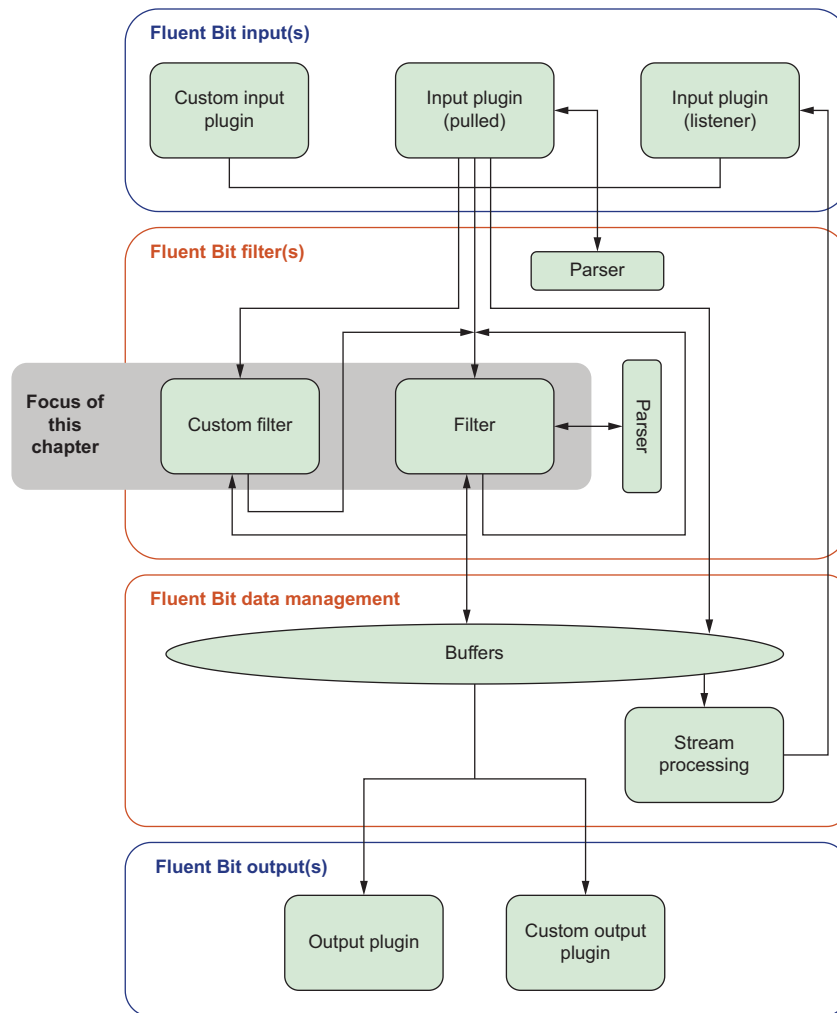 Fluent Bit input(s)
Custom input
plugin
Input plugin
(pulled)
Input plugin
(listener)
Fluent Bit filter(s)
Parser
Focus of
this
chapter
Custom filter
Filter
Parser
Fluent Bit data management
Buffers
Stream
processing
Fluent Bit output(s)
Output plugin
Custom output
plugin